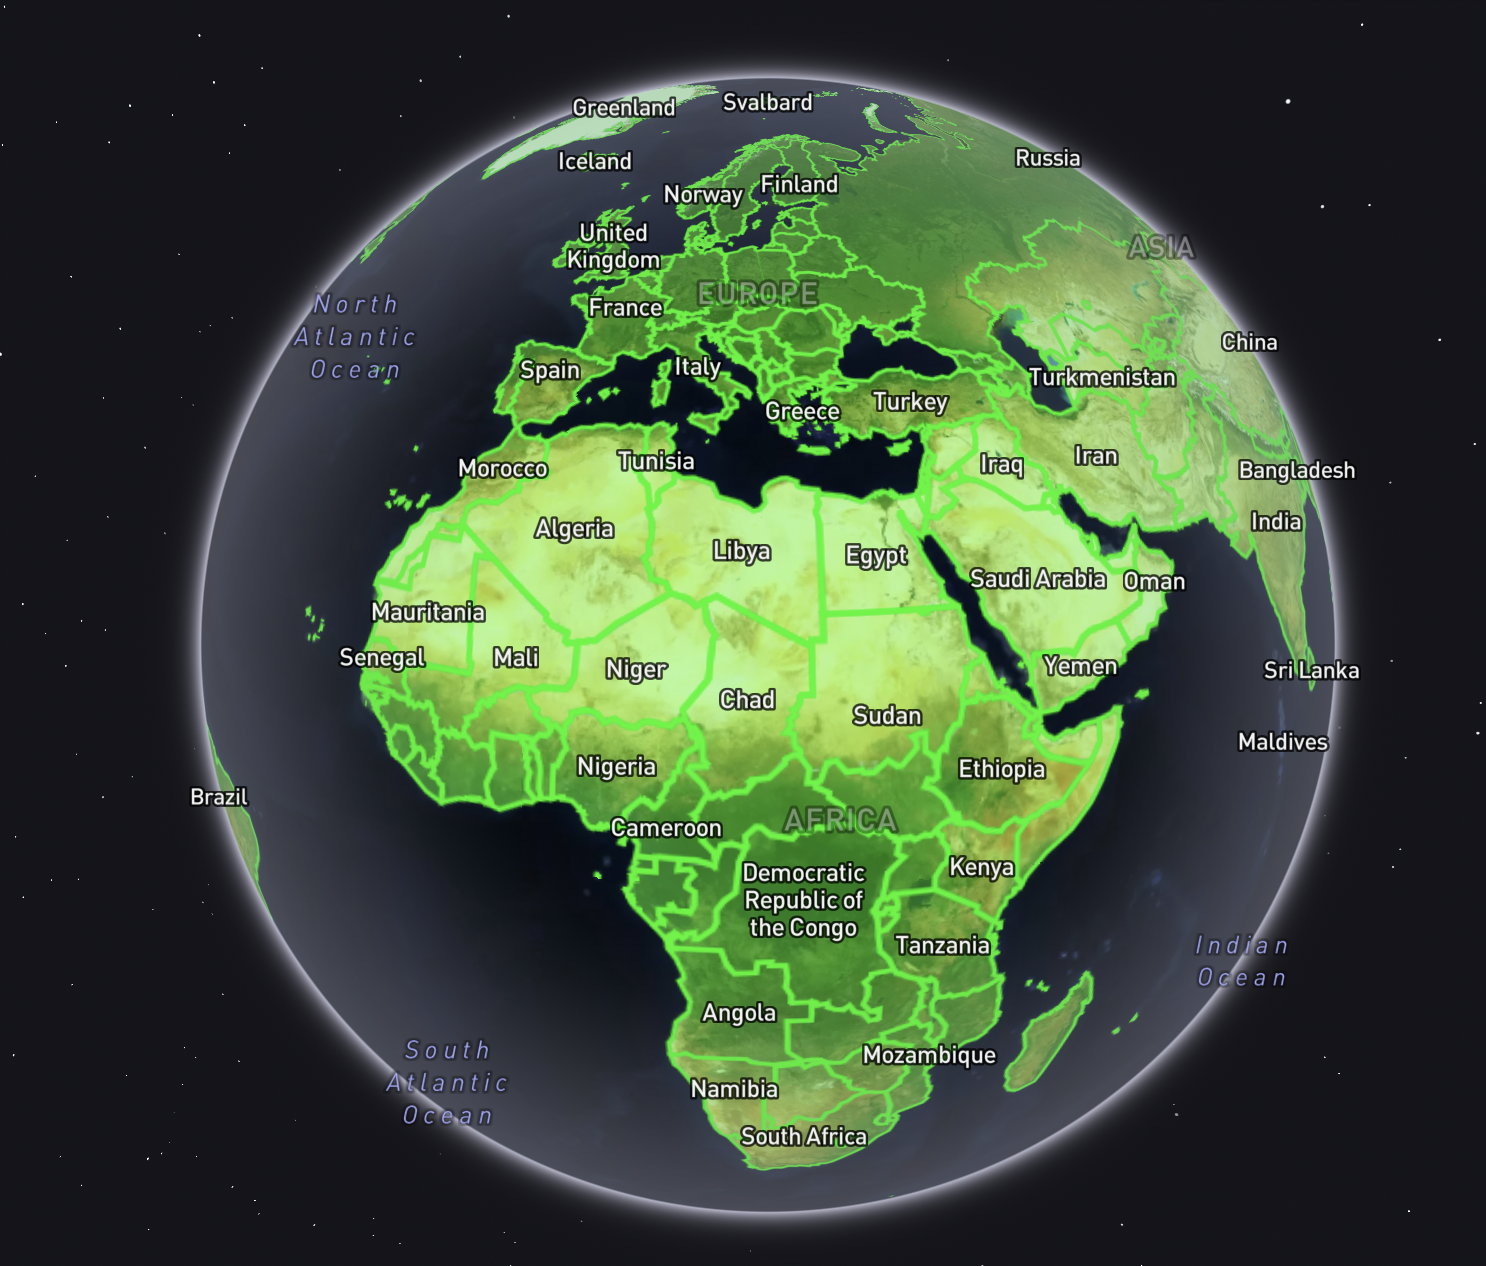 Greenland
Svalbard
Iceland
Russia
Norway
Finland
United
Kingdom
ASIA
EUROPE
North
Atlantic
Ocean
France
China
Spain
Italy
Turkmenistan
Greece
Turkey
Morocco
Tunisia
Iraq
Iran
Bangladesh
Algeria
Libya
Egypt
India
Saudi Arabia
Oman
Mauritania
Senegal
Mali
Niger
Yemen
Sri Lanka
Chad
Sudan
Maldives
Nigeria
Ethiopia
Brazil
Cameroon
AFRICA
Kenya
Democratic
Republic of
the Congo
Tanzania
Indian
Ocean
Angola
South
Atlantic
Ocean
Mozambique
Namibia
South Africa